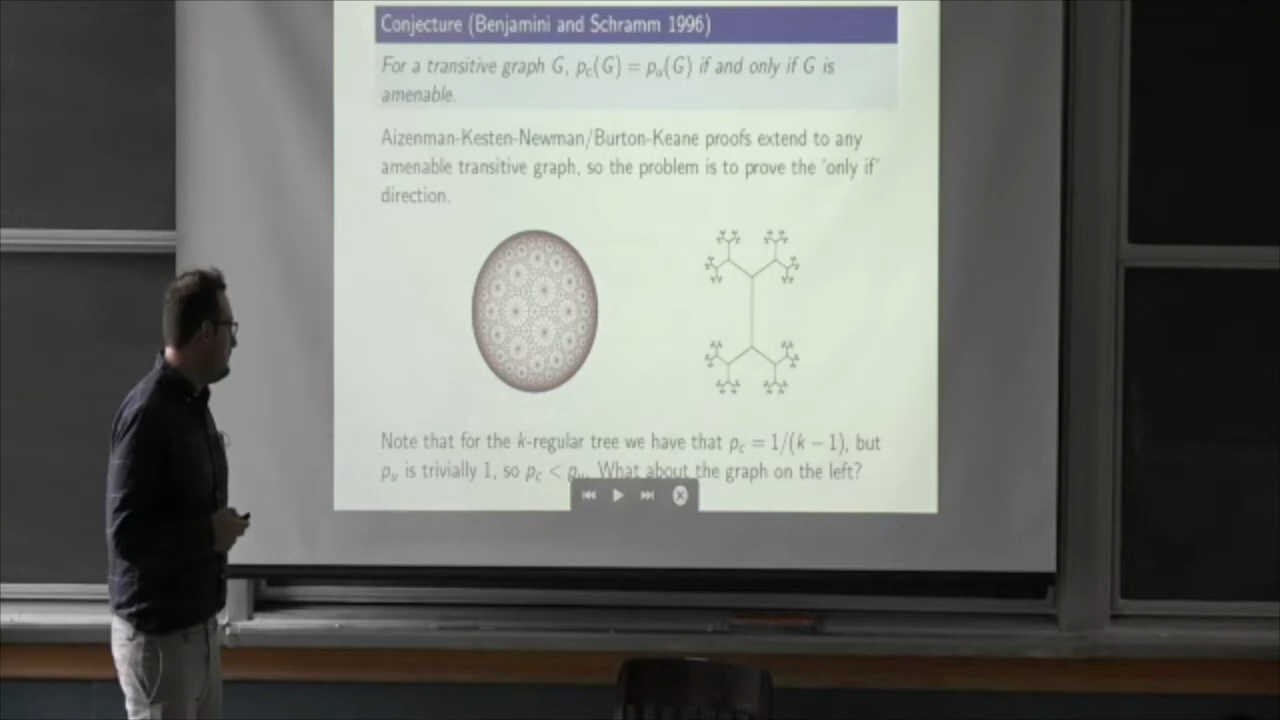 Conjecture (Benjamini and Schramm 1996)
For a transitive graph G, p_c(G) = p_u(G) if and only if G is
amenable.
Aizenman-Kesten-Newman/Burton-Keane proofs extend to any
amenable transitive graph, so the problem is to prove the 'only if'
direction.
Note that for the k-regular tree we have that p_c = 1/(k − 1), but
p_u is trivially 1, so p_c < p_u. What about the graph on the left?